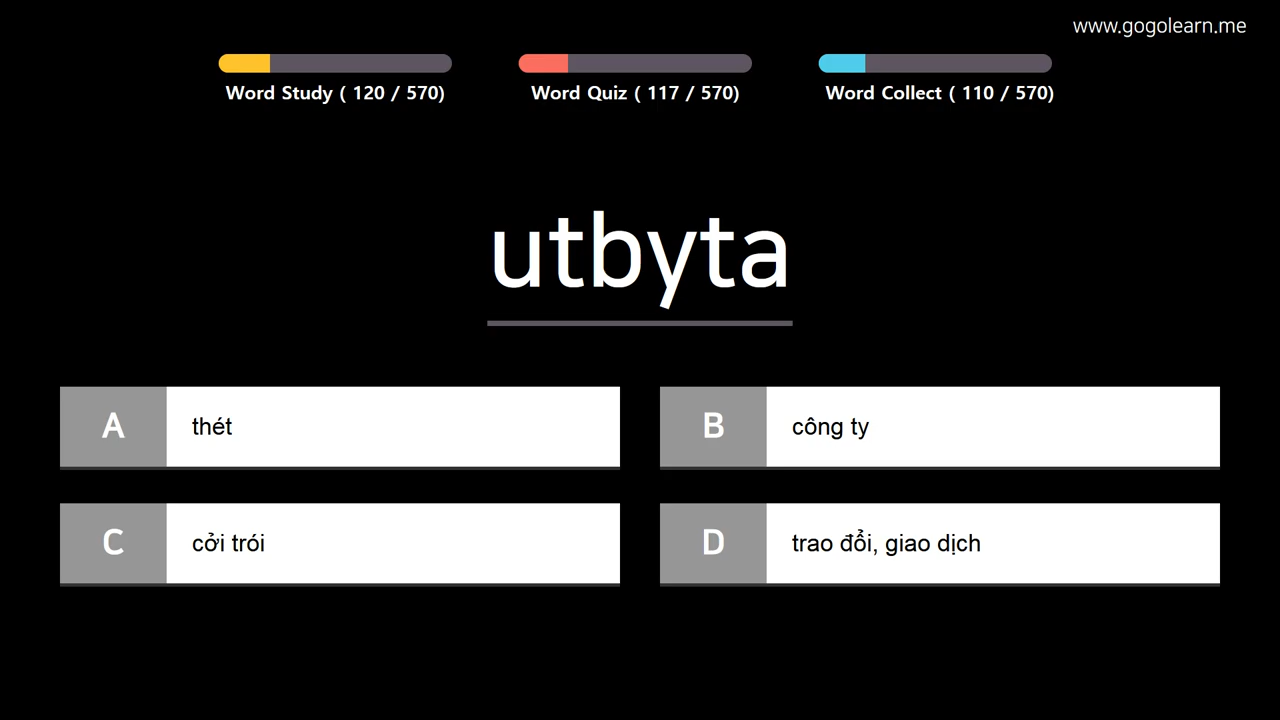 www.gogolearn.me
Word Study ( 120 / 570)
Word Quiz ( 117 / 570)
Word Collect ( 110 / 570)
utbyta
A thét
B công ty
C cởi trói
D trao đổi, giao dịch